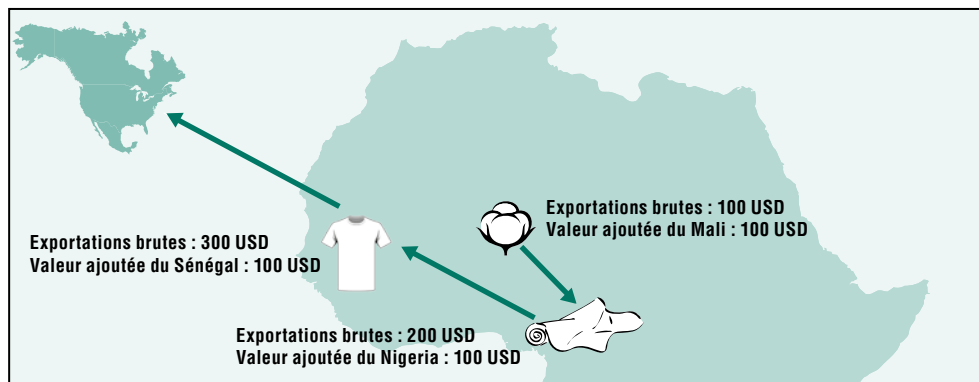 Exportations brutes : 100 USD
Valeur ajoutée du Mali : 100 USD
Exportations brutes : 300 USD
Valeur ajoutée du Sénégal : 100 USD
Exportations brutes : 200 USD
Valeur ajoutée du Nigeria : 100 USD